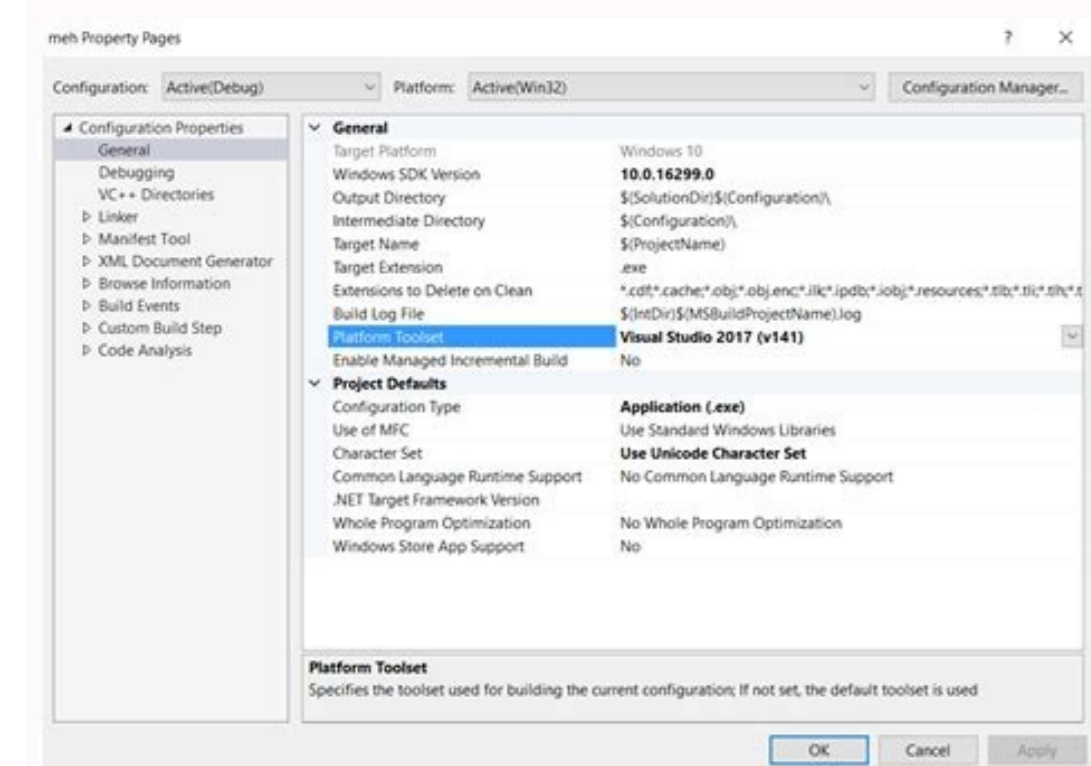 meh Property Pages
? ×
Configuration: Active(Debug) Platform: Active(Win32) Configuration Manager...
Configuration Properties
General
Debugging
VC++ Directories
Linker
Manifest Tool
XML Document Generator
Browse Information
Build Events
Custom Build Step
Code Analysis
General
Target Platform Windows 10
Windows SDK Version 10.0.16299.0
Output Directory $(SolutionDir)$(Configuration)\
Intermediate Directory $(Configuration)\
Target Name $(ProjectName)
Target Extension .exe
Extensions to Delete on Clean *.cdf;*.cache;*.obj;*.obj.enc;*.ilk;*.ipdb;*.iobj;*.resources;*.tlb;*.tli;*.tlh;*.t
Build Log File $(IntDir)$(MSBuildProjectName).log
Platform Toolset Visual Studio 2017 (v141)
Enable Managed Incremental Build No
Project Defaults
Configuration Type Application (.exe)
Use of MFC Use Standard Windows Libraries
Character Set Use Unicode Character Set
Common Language Runtime Support No Common Language Runtime Support
.NET Target Framework Version
Whole Program Optimization No Whole Program Optimization
Windows Store App Support No
Platform Toolset
Specifies the toolset used for building the current configuration; If not set, the default toolset is used
OK Cancel Apply